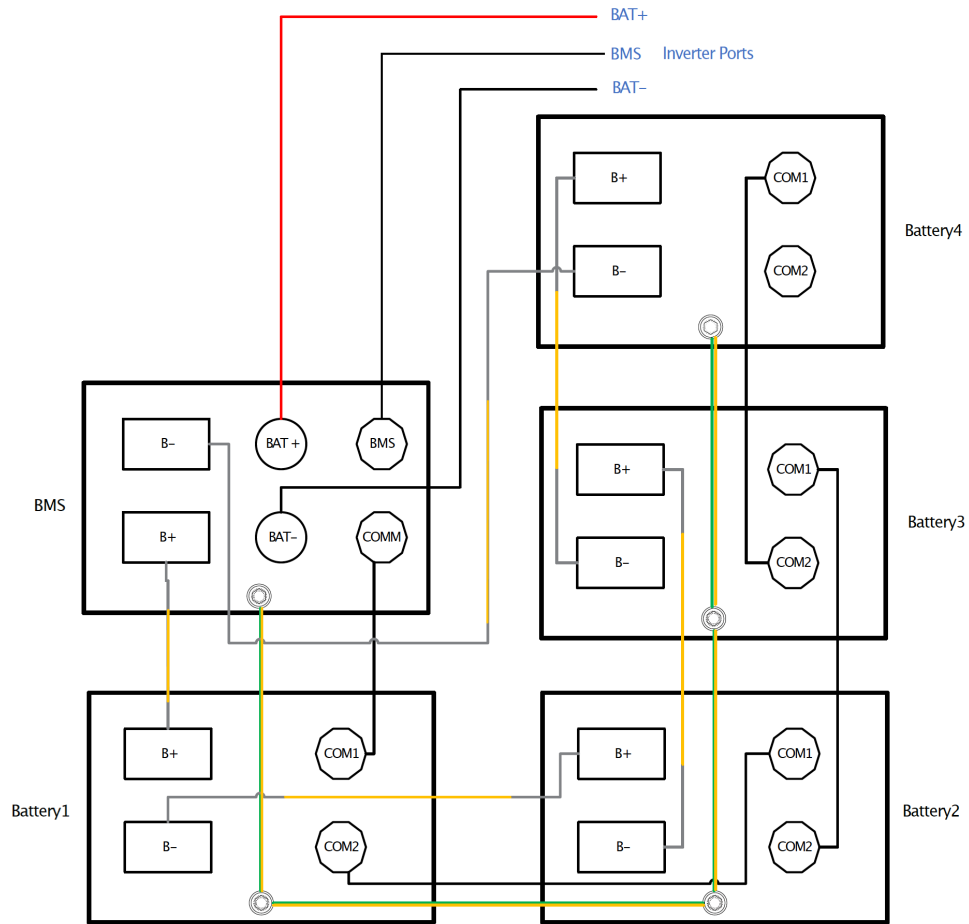 BAT+
BMS Inverter Ports
BAT-
B+
COM1
Battery4
B-
COM2
B-
BAT +
BMS
BMS
B+
BAT-
COMM
B+
COM1
Battery3
B-
COM2
B+
COM1
Battery1
B-
COM2
B+
COM1
Battery2
B-
COM2